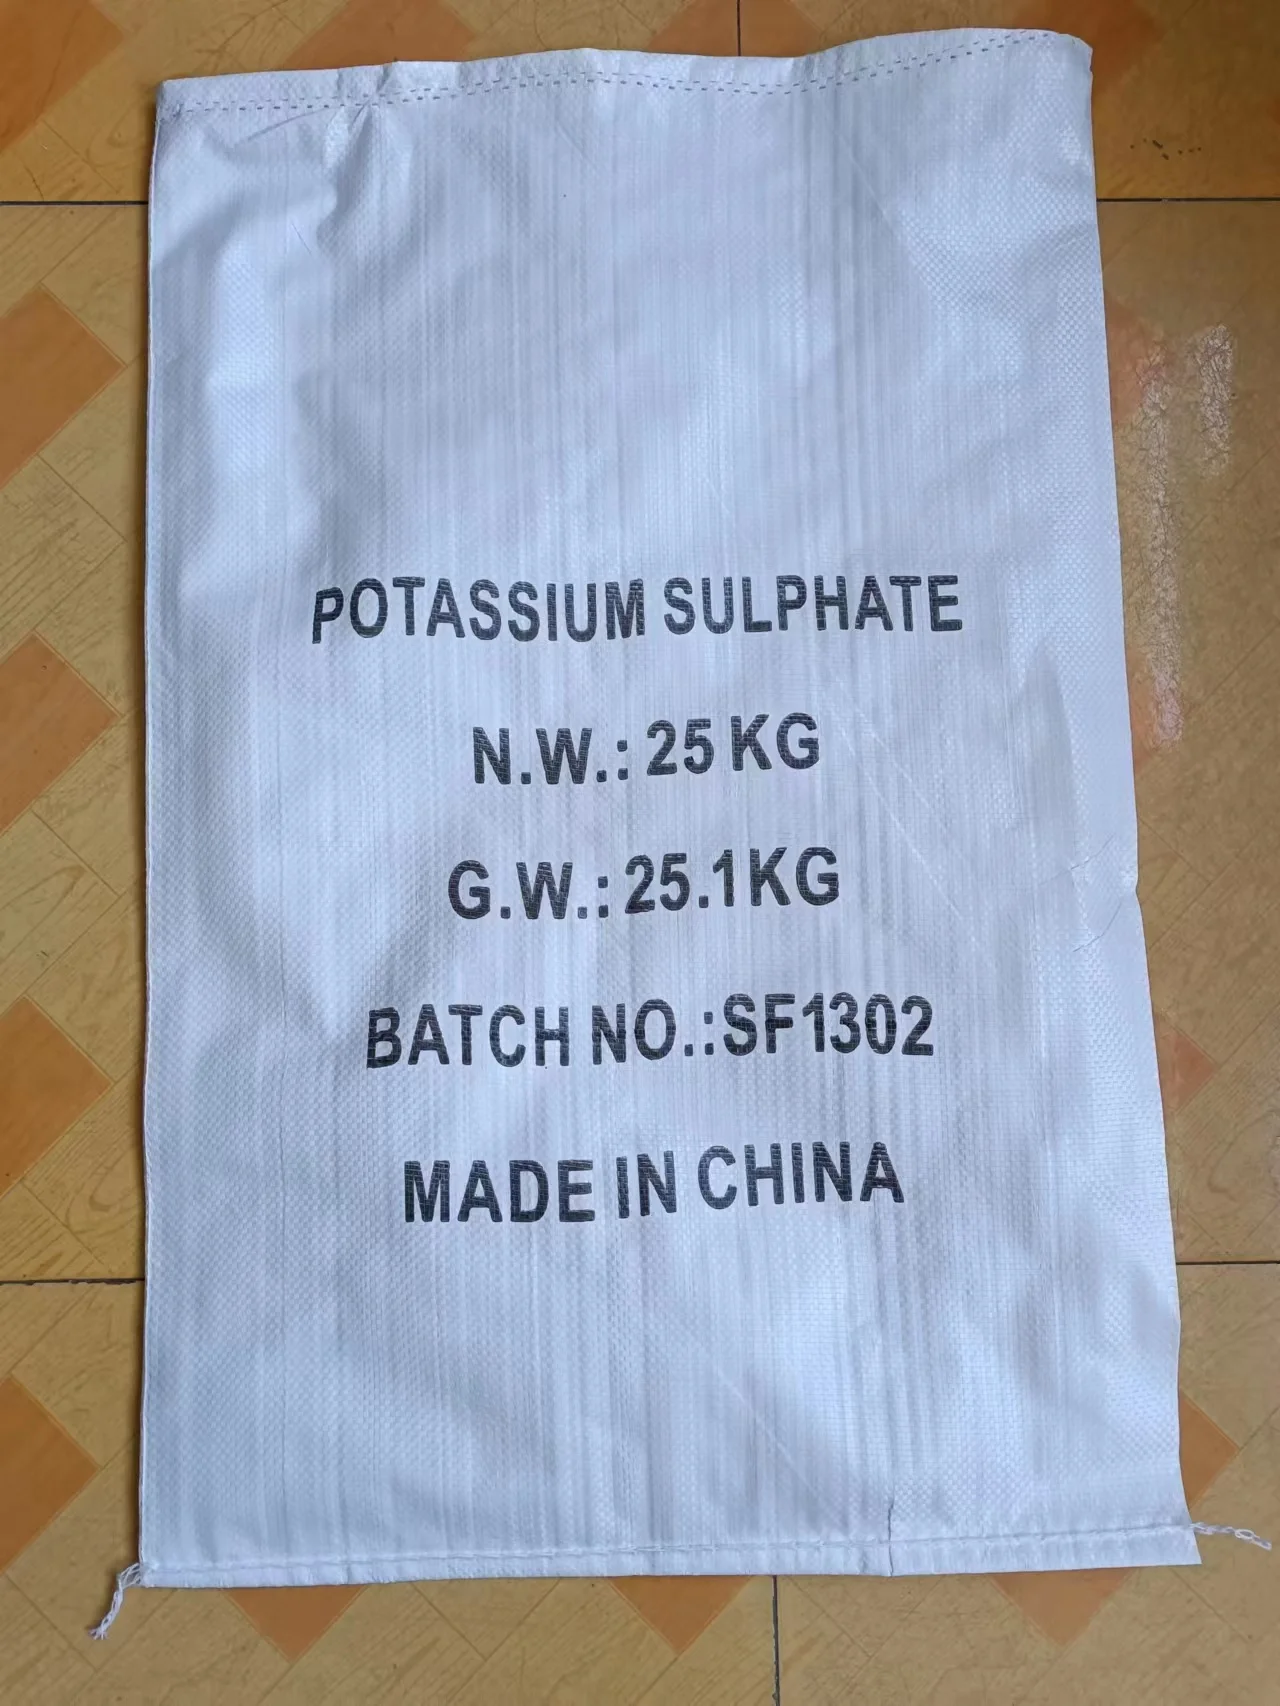 POTASSIUM SULPHATE
N.W.: 25 KG
G.W.: 25.1KG
BATCH NO.:SF1302
MADE IN CHINA